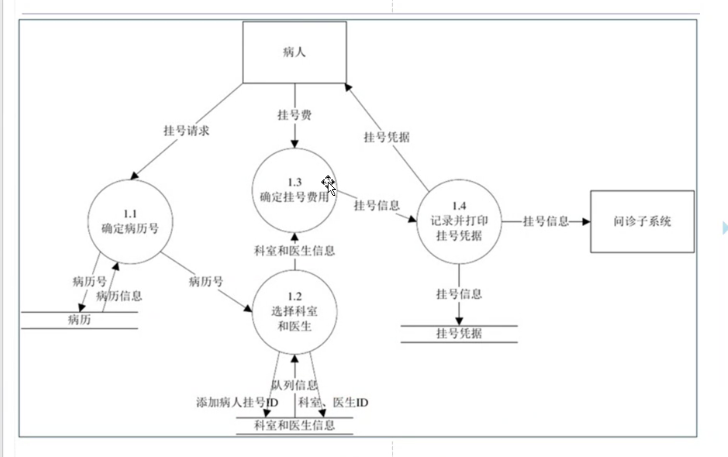 病人
挂号请求
挂号费
挂号凭据
1.1
确定病历号
1.3
确定挂号费用
挂号信息
1.4
记录并打印
挂号凭据
挂号信息
问诊子系统
病历号
病历信息
病历
病历号
科室和医生信息
1.2
选择科室
和医生
挂号信息
挂号凭据
队列信息
添加病人挂号ID
科室、医生ID
科室和医生信息